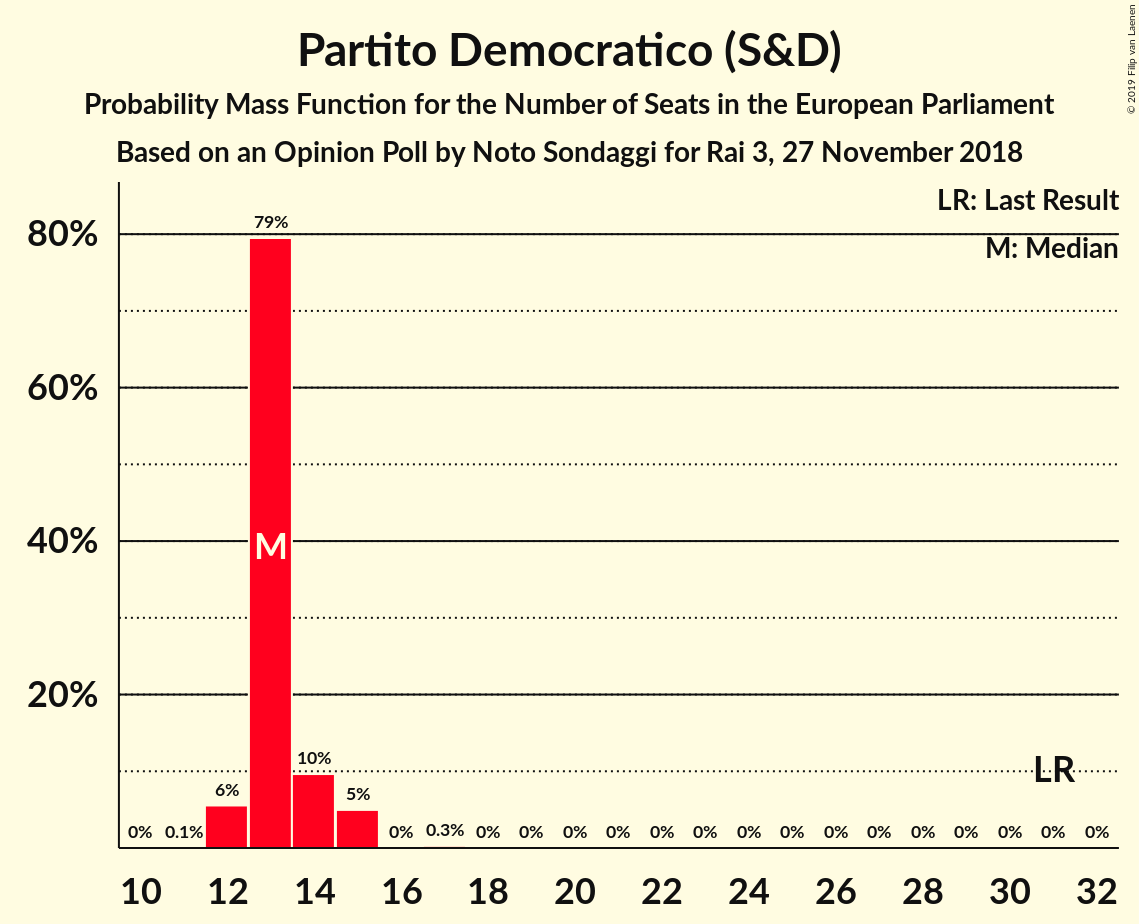 Partito Democratico (S&D)
Probability Mass Function for the Number of Seats in the European Parliament
Based on an Opinion Poll by Noto Sondaggi for Rai 3, 27 November 2018
© 2019 Filip van Laenen
LR: Last Result
M: Median
80%
60%
40%
20%
79%
M
10%
6%
5%
LR
0% 0.1% 0% 0.3% 0% 0% 0% 0% 0% 0% 0% 0% 0% 0% 0% 0% 0% 0% 0%
10 12 14 16 18 20 22 24 26 28 30 32